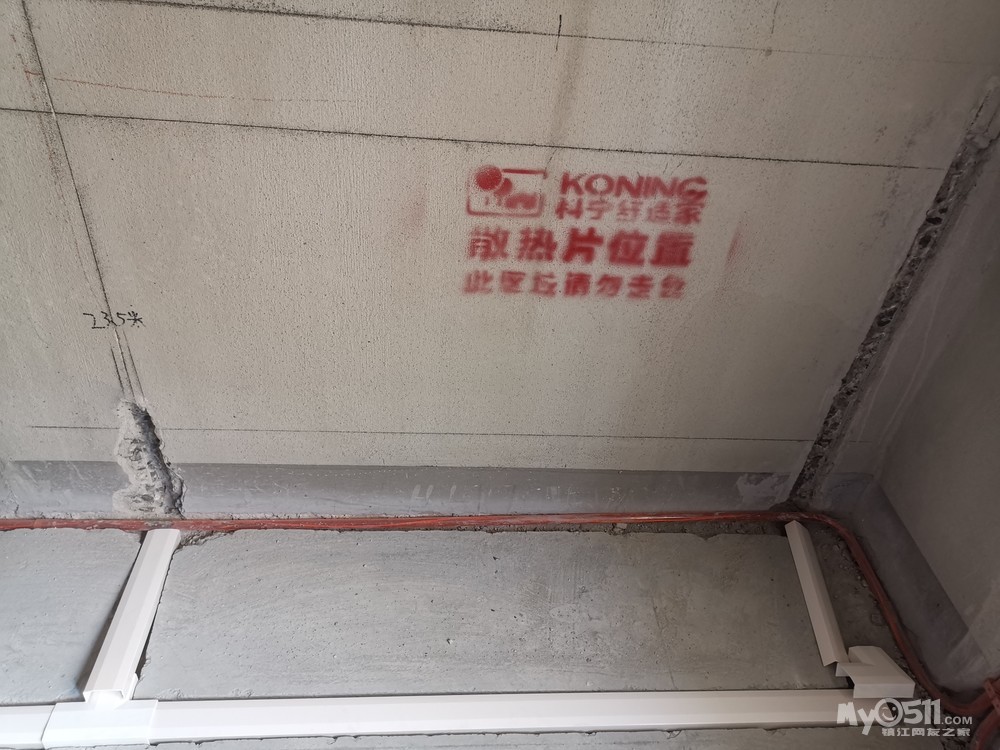 KONING
科宁舒适家
散热片位置
此区域请勿走线
2.35米
My0511.COM
镇江网友之家